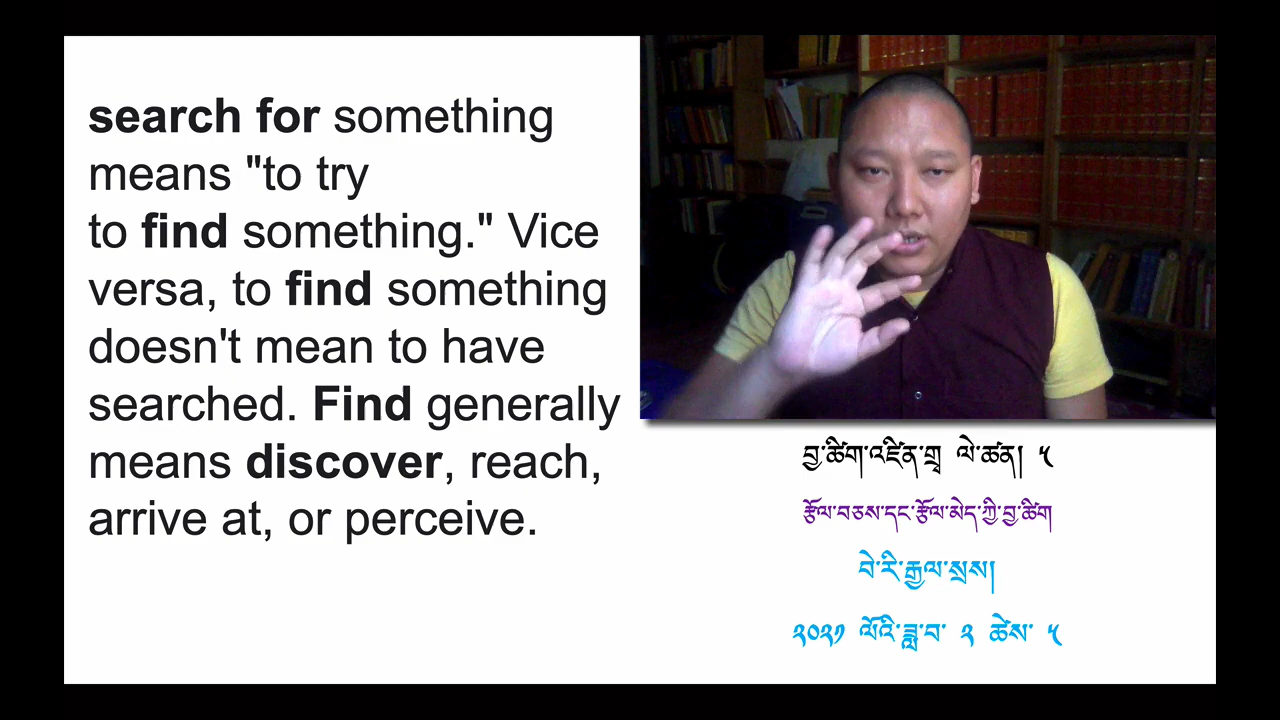 search for something
means "to try
to find something." Vice
versa, to find something
doesn't mean to have
searched. Find generally
means discover, reach,
arrive at, or perceive.
བྱ་ཚིག་འཛིན་གྲྭ ལེ་ཚན། ༥
རྩོལ་བཅས་དང་རྩོལ་མེད་ཀྱི་བྱ་ཚིག
བེ་རི་རྒྱལ་སྲས།
༢༠༢༡ ལོའི་ཟླ་བ་ ༢ ཚེས་ ༥